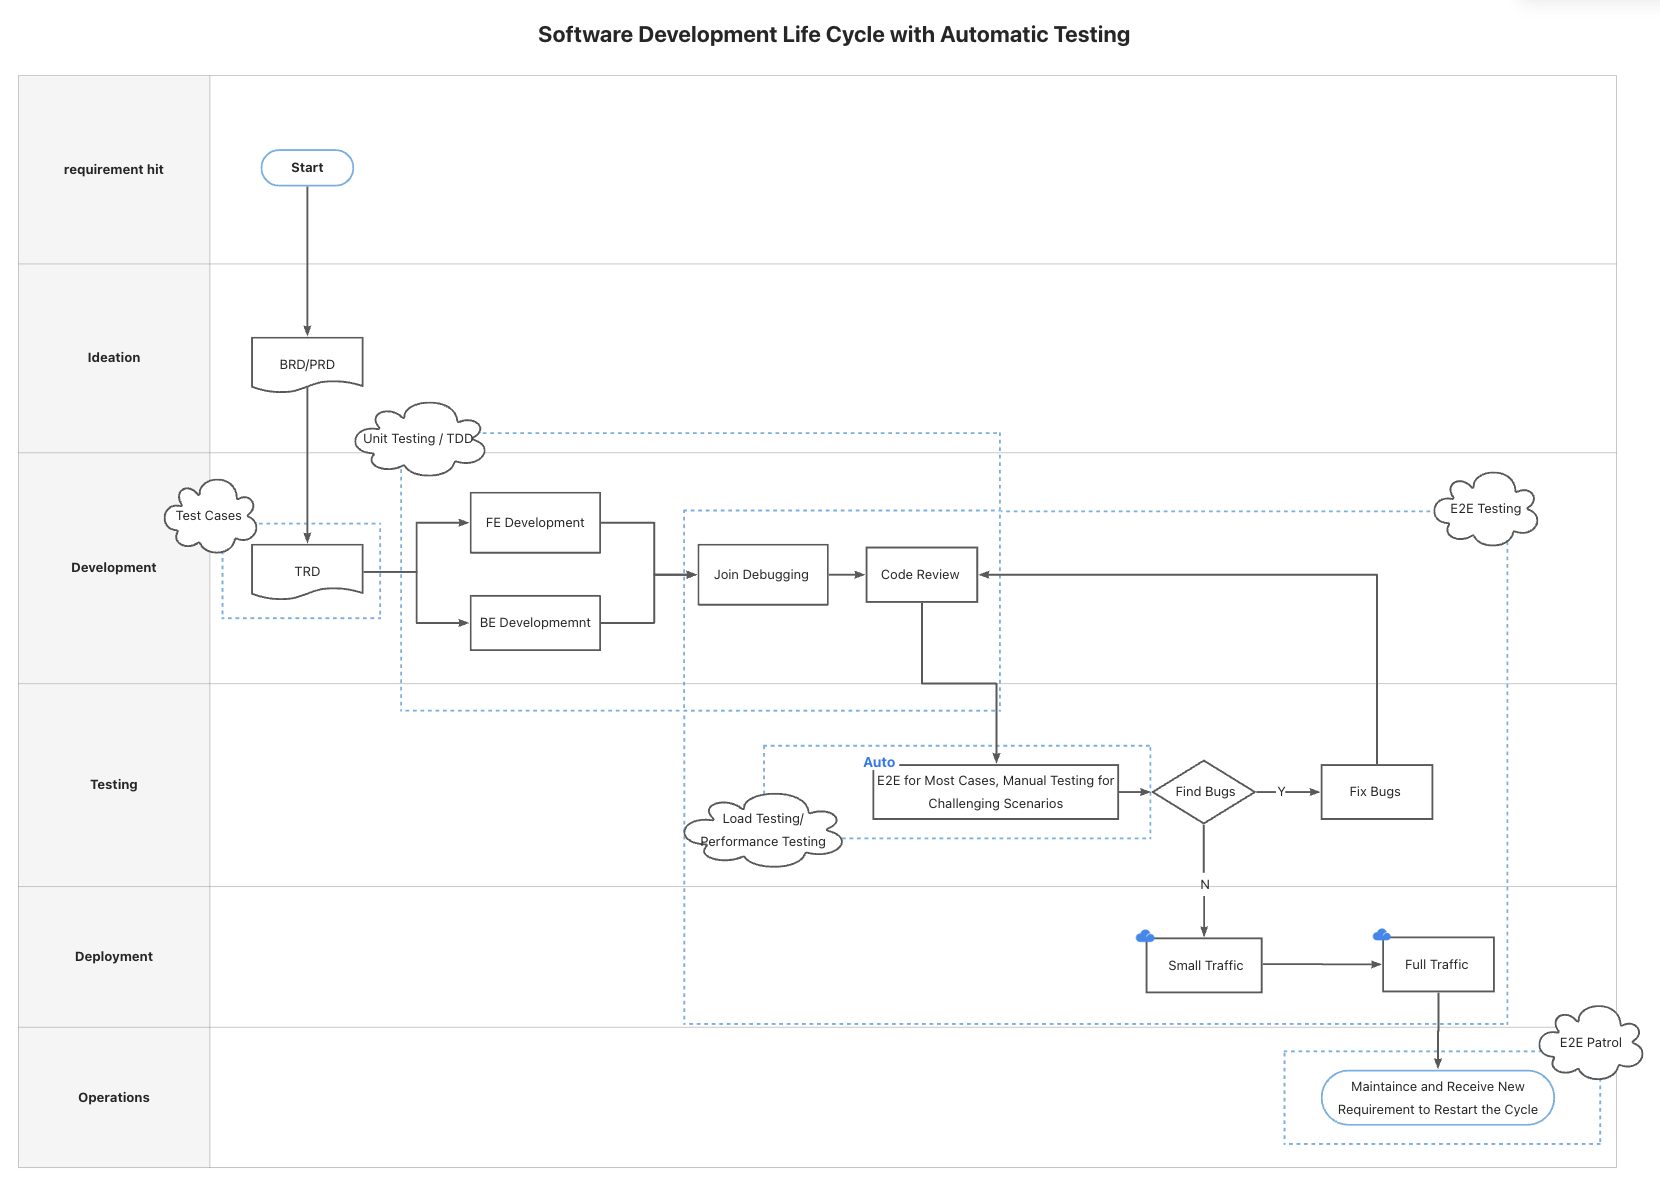 Software Development Life Cycle with Automatic Testing
requirement hit
Start
Ideation
BRD/PRD
Unit Testing / TDD
Development
Test Cases
TRD
FE Development
BE Developmemnt
Join Debugging
Code Review
E2E Testing
Testing
Auto
E2E for Most Cases, Manual Testing for
Challenging Scenarios
Load Testing/
Performance Testing
Find Bugs
Y
Fix Bugs
N
Deployment
Small Traffic
Full Traffic
Operations
E2E Patrol
Maintaince and Receive New
Requirement to Restart the Cycle